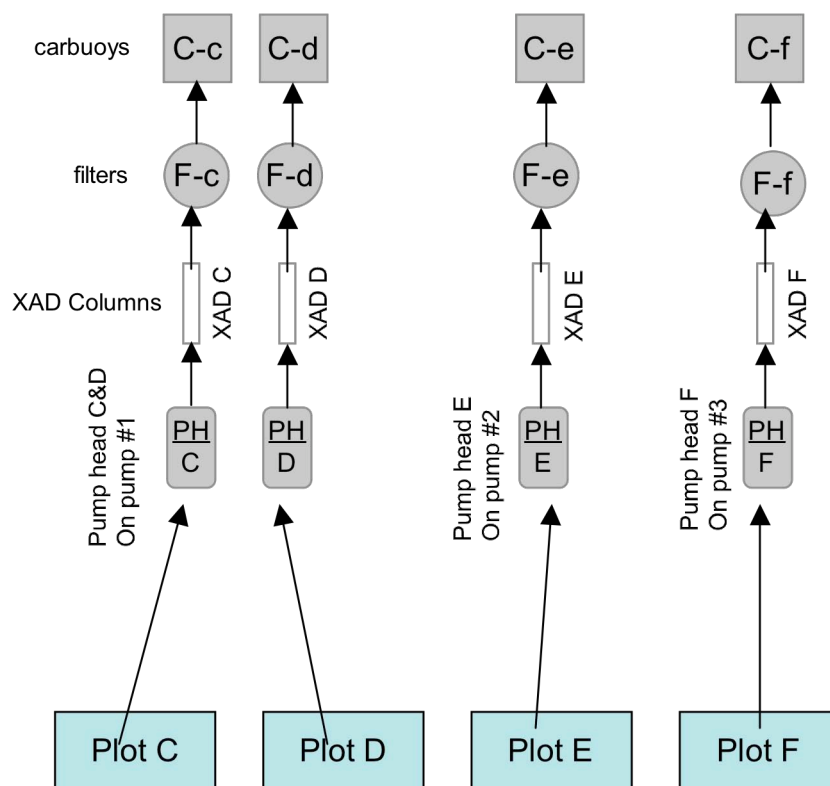 carbuoys
C-c
C-d
C-e
C-f
filters
F-c
F-d
F-e
F-f
XAD Columns
XAD C
XAD D
XAD E
XAD F
Pump head C&D
On pump #1
PH
C
PH
D
Pump head E
On pump #2
PH
E
Pump head F
On pump #3
PH
F
Plot C
Plot D
Plot E
Plot F